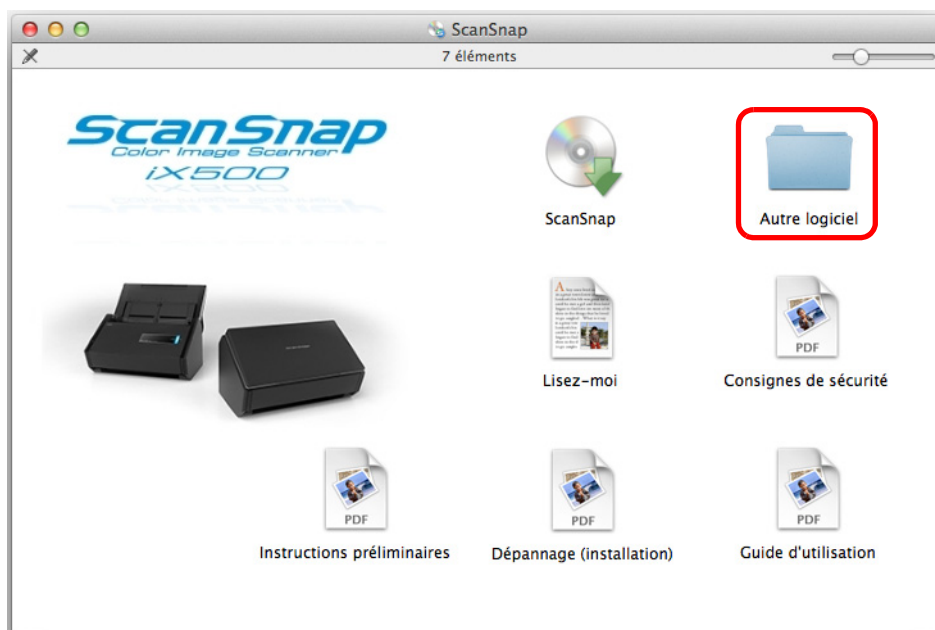 ScanSnap
7 éléments
ScanSnap
Color Image Scanner
iX500
ScanSnap
Autre logiciel
Lisez-moi
PDF
Consignes de sécurité
PDF
Instructions préliminaires
PDF
Dépannage (installation)
PDF
Guide d'utilisation